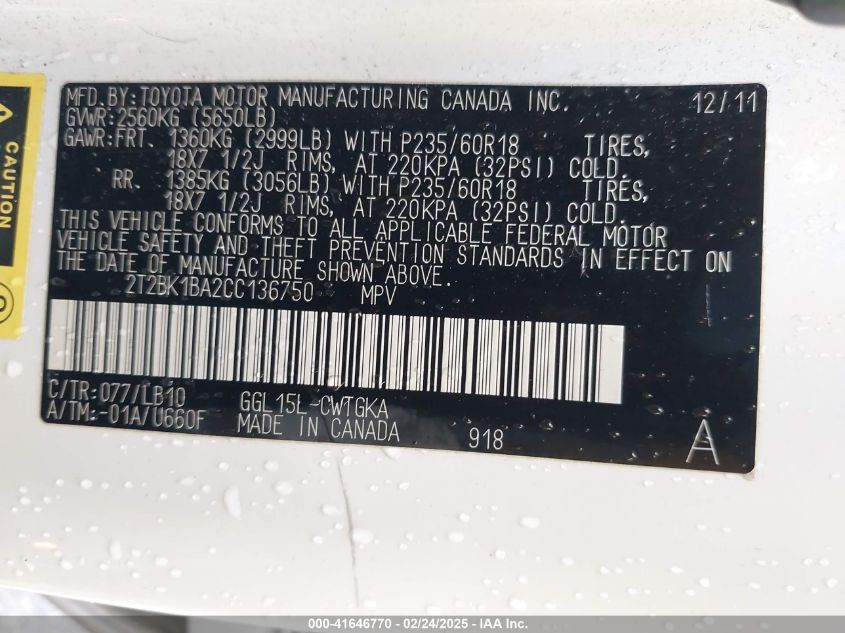 CAUTION
MFD.BY:TOYOTA MOTOR MANUFACTURING CANADA INC. 12/11
GVWR:2560KG (5650LB)
GAWR:FRT. 1360KG (2999LB) WITH P235/60R18 TIRES,
18X7 1/2J RIMS, AT 220KPA (32PSI) COLD.
RR. 1385KG (3056LB) WITH P235/60R18 TIRES,
18X7 1/2J RIMS, AT 220KPA (32PSI) COLD.
THIS VEHICLE CONFORMS TO ALL APPLICABLE FEDERAL MOTOR
VEHICLE SAFETY AND THEFT PREVENTION STANDARDS IN EFFECT ON
THE DATE OF MANUFACTURE SHOWN ABOVE.
2T2BK1BA2CC136750 MPV
C/TR:077/LB10 GGL15L-CWTGKA
A/TM:-01A/U660F MADE IN CANADA 918 A
000-41646770 - 02/24/2025 - IAA Inc.